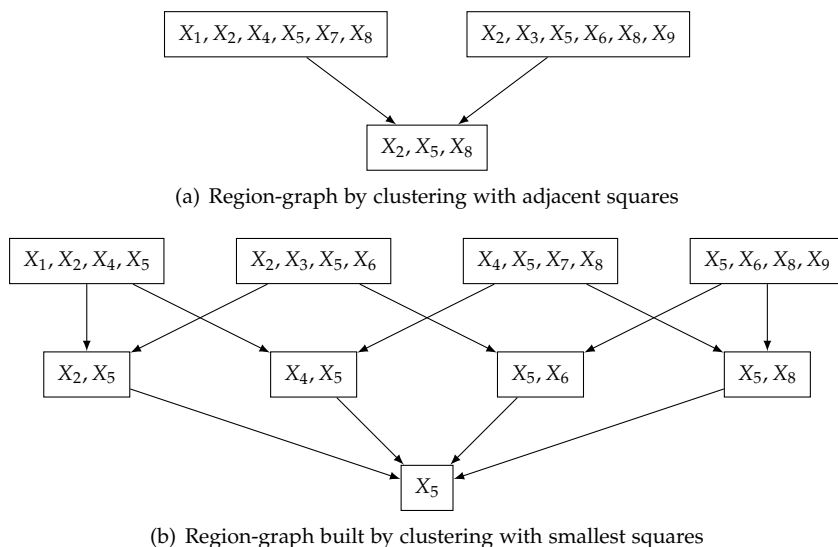 X₁, X₂, X₄, X₅, X₇, X₈ X₂, X₃, X₅, X₆, X₈, X₉
X₂, X₅, X₈
(a) Region-graph by clustering with adjacent squares
X₁, X₂, X₄, X₅ X₂, X₃, X₅, X₆ X₄, X₅, X₇, X₈ X₅, X₆, X₈, X₉
X₂, X₅ X₄, X₅ X₅, X₆ X₅, X₈
X₅
(b) Region-graph built by clustering with smallest squares